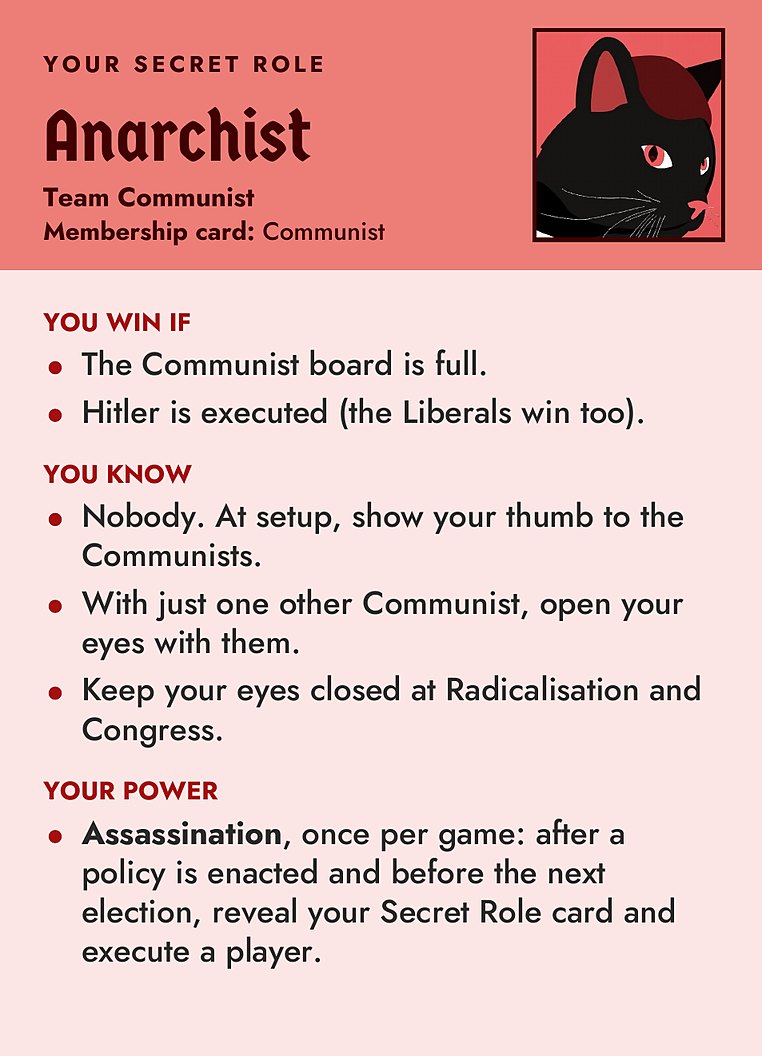 YOUR SECRET ROLE
Anarchist
Team Communist
Membership card: Communist
YOU WIN IF
• The Communist board is full.
• Hitler is executed (the Liberals win too).
YOU KNOW
• Nobody. At setup, show your thumb to the
Communists.
• With just one other Communist, open your
eyes with them.
• Keep your eyes closed at Radicalisation and
Congress.
YOUR POWER
• Assassination, once per game: after a
policy is enacted and before the next
election, reveal your Secret Role card and
execute a player.